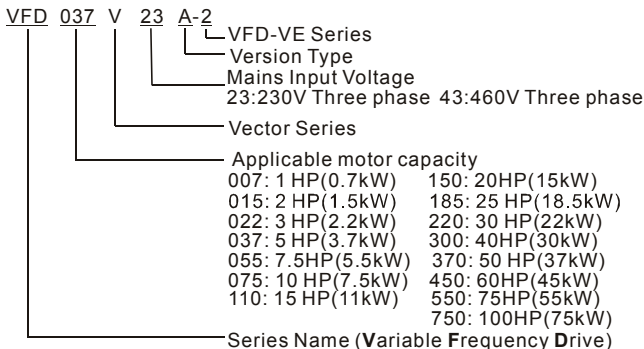 VFD 037 V 23 A-2
VFD-VE Series
Version Type
Mains Input Voltage
23:230V Three phase 43:460V Three phase
Vector Series
Applicable motor capacity
007: 1 HP(0.7kW) 150: 20HP(15kW)
015: 2 HP(1.5kW) 185: 25 HP(18.5kW)
022: 3 HP(2.2kW) 220: 30 HP(22kW)
037: 5 HP(3.7kW) 300: 40HP(30kW)
055: 7.5HP(5.5kW) 370: 50 HP(37kW)
075: 10 HP(7.5kW) 450: 60HP(45kW)
110: 15 HP(11kW) 550: 75HP(55kW)
750: 100HP(75kW)
Series Name (Variable Frequency Drive)